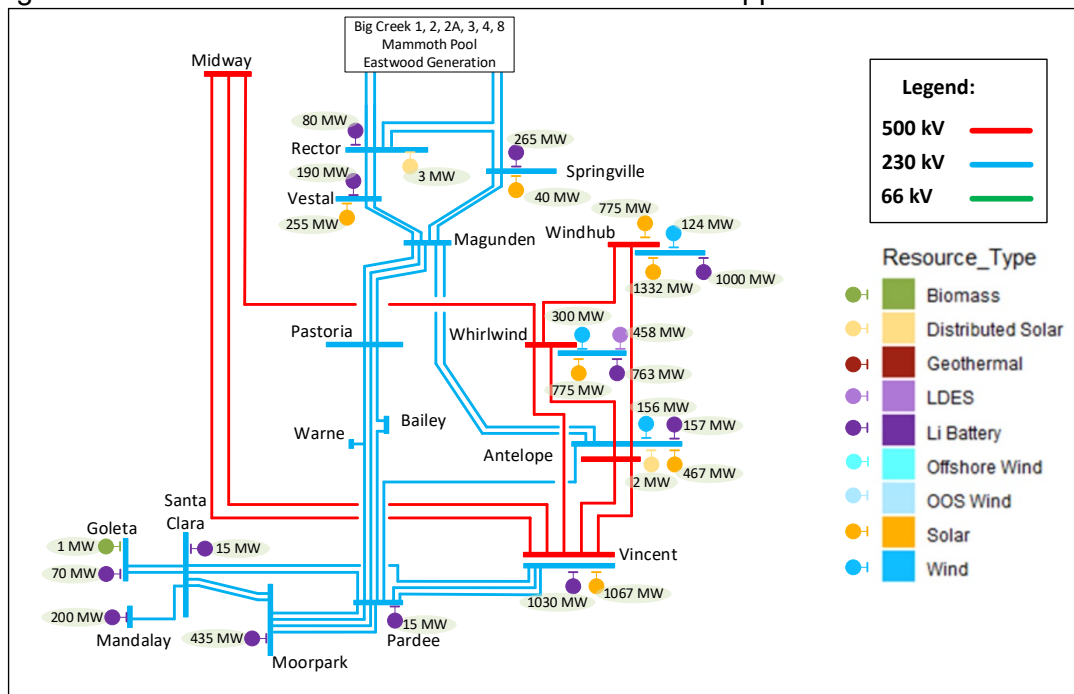 Big Creek 1, 2, 2A, 3, 4, 8
Mammoth Pool
Eastwood Generation
Midway
Legend:
500 kV
230 kV
66 kV
80 MW
Rector
3 MW
265 MW
Springville
40 MW
190 MW
Vestal
255 MW
Magunden
775 MW
124 MW
Windhub
1332 MW
1000 MW
Resource_Type
Biomass
Distributed Solar
Geothermal
LDES
Li Battery
Offshore Wind
OOS Wind
Solar
Wind
Pastoria
300 MW
458 MW
Whirlwind
775 MW
763 MW
Bailey
Warne
156 MW
157 MW
Antelope
2 MW
467 MW
Santa
Clara
Goleta
1 MW
15 MW
70 MW
Vincent
1030 MW
1067 MW
200 MW
Mandalay
435 MW
Moorpark
15 MW
Pardee